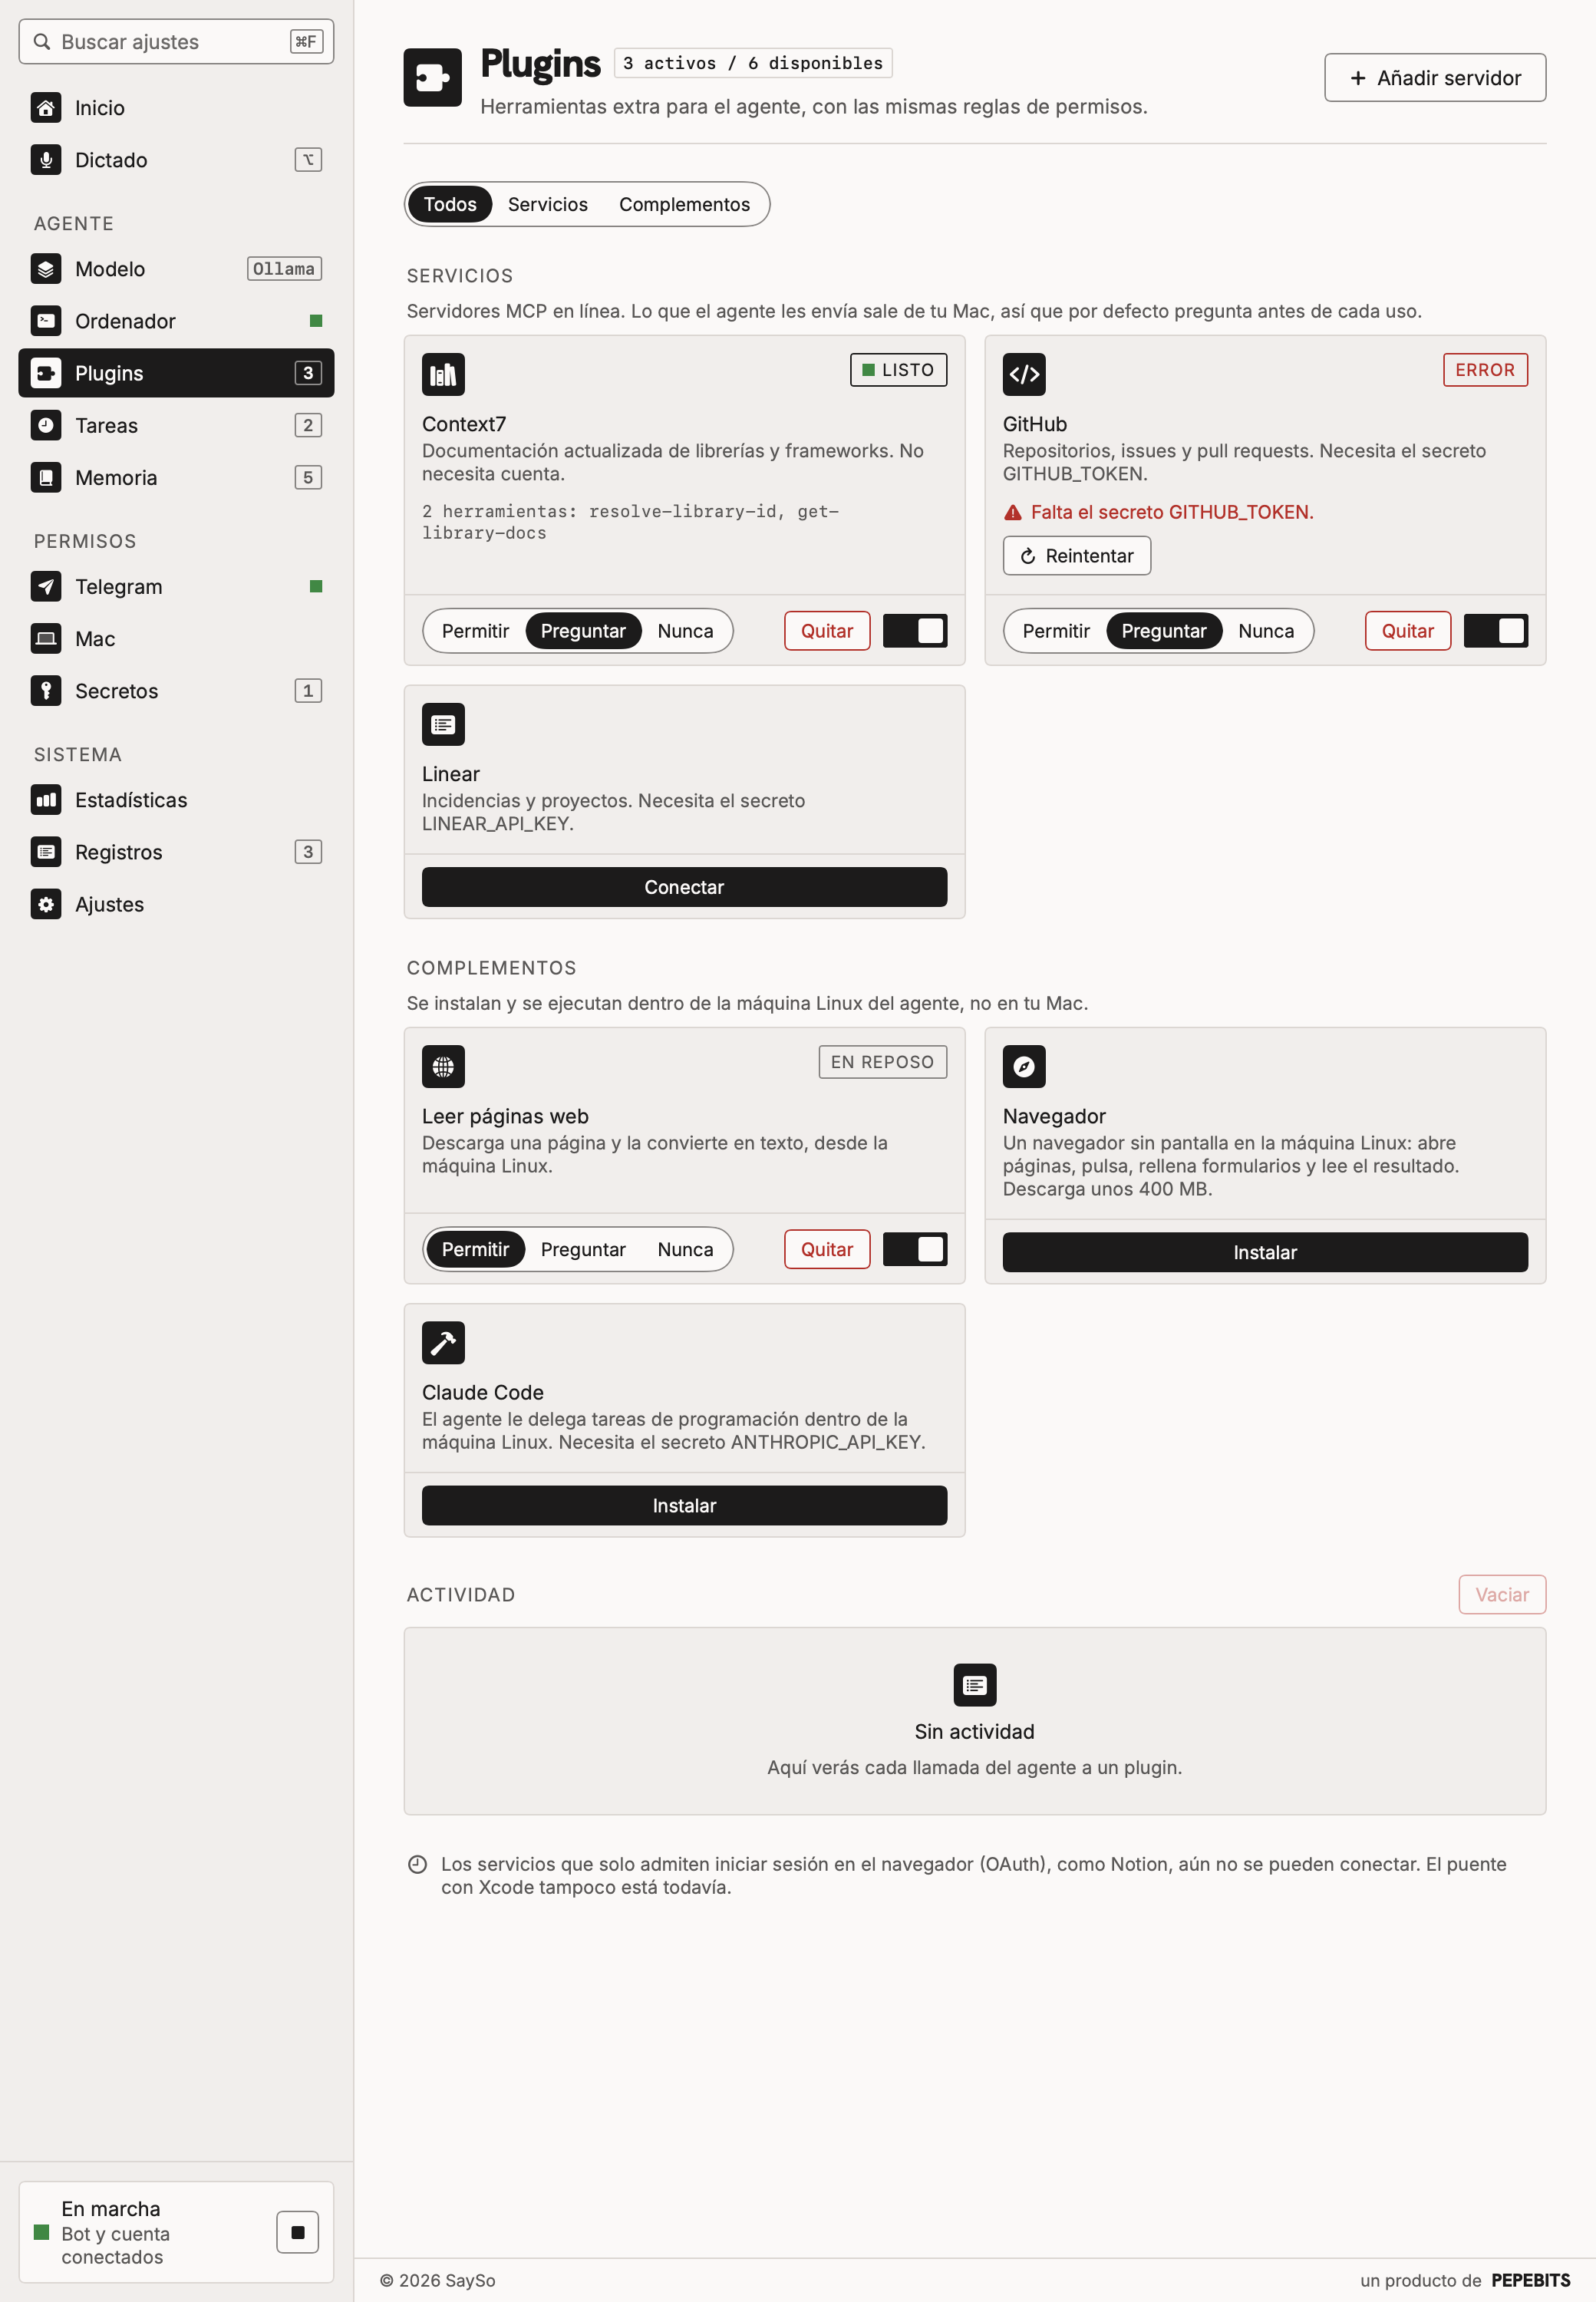 Buscar ajustes ⌘F
Inicio
Dictado ⌥
AGENTE
Modelo Ollama
Ordenador
Plugins 3
Tareas 2
Memoria 5
PERMISOS
Telegram
Mac
Secretos 1
SISTEMA
Estadísticas
Registros 3
Ajustes
En marcha
Bot y cuenta
conectados
Plugins 3 activos / 6 disponibles
Herramientas extra para el agente, con las mismas reglas de permisos.
+ Añadir servidor
Todos Servicios Complementos
SERVICIOS
Servidores MCP en línea. Lo que el agente les envía sale de tu Mac, así que por defecto pregunta antes de cada uso.
LISTO
Context7
Documentación actualizada de librerías y frameworks. No
necesita cuenta.
2 herramientas: resolve-library-id, get-
library-docs
Permitir Preguntar Nunca Quitar
ERROR
GitHub
Repositorios, issues y pull requests. Necesita el secreto
GITHUB_TOKEN.
Falta el secreto GITHUB_TOKEN.
Reintentar
Permitir Preguntar Nunca Quitar
Linear
Incidencias y proyectos. Necesita el secreto
LINEAR_API_KEY.
Conectar
COMPLEMENTOS
Se instalan y se ejecutan dentro de la máquina Linux del agente, no en tu Mac.
EN REPOSO
Leer páginas web
Descarga una página y la convierte en texto, desde la
máquina Linux.
Permitir Preguntar Nunca Quitar
Navegador
Un navegador sin pantalla en la máquina Linux: abre
páginas, pulsa, rellena formularios y lee el resultado.
Descarga unos 400 MB.
Instalar
Claude Code
El agente le delega tareas de programación dentro de la
máquina Linux. Necesita el secreto ANTHROPIC_API_KEY.
Instalar
ACTIVIDAD Vaciar
Sin actividad
Aquí verás cada llamada del agente a un plugin.
Los servicios que solo admiten iniciar sesión en el navegador (OAuth), como Notion, aún no se pueden conectar. El puente
con Xcode tampoco está todavía.
© 2026 SaySo
un producto de PEPEBITS